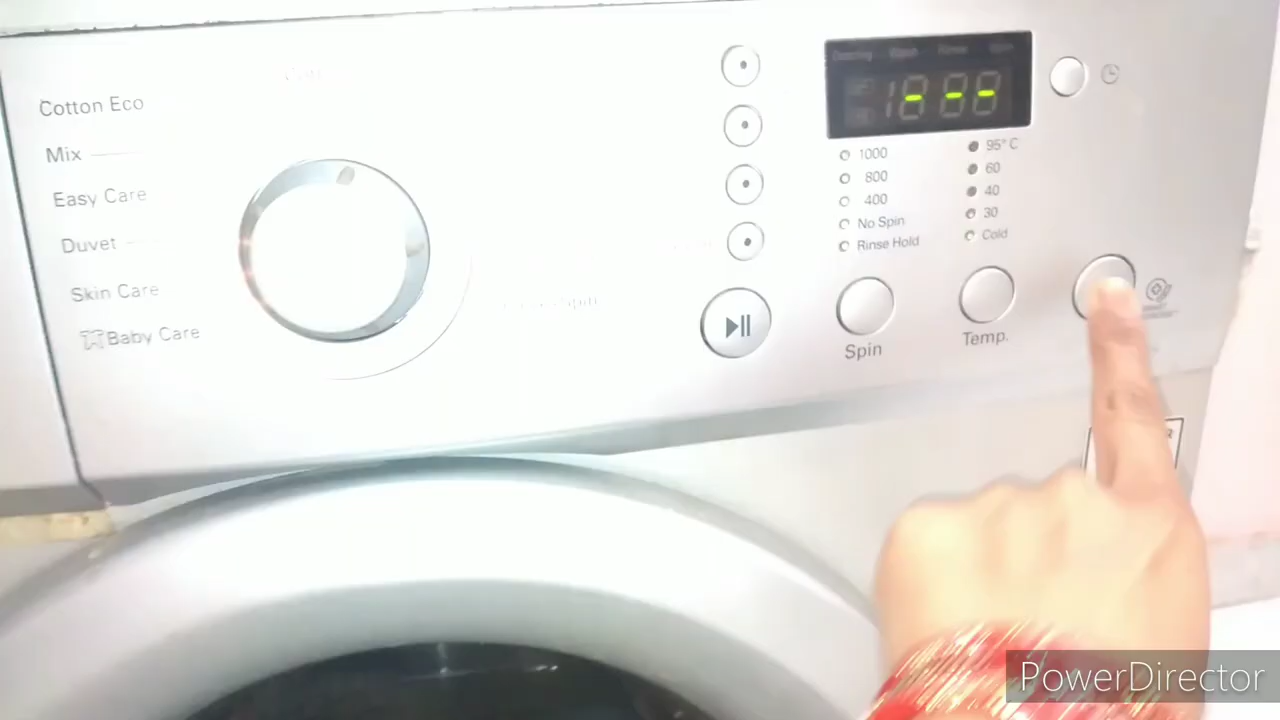 Cotton Eco
Mix
Easy Care
Duvet
Skin Care
Baby Care
1000
800
400
No Spin
Rinse Hold
95° C
60
40
30
Cold
Spin
Temp.
PowerDirector